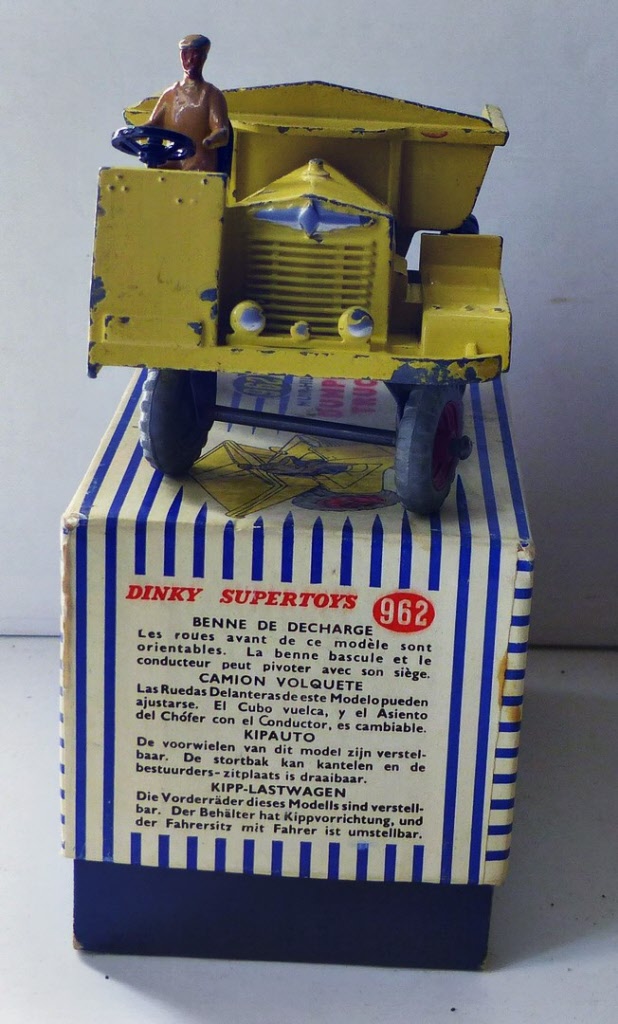 962
DUMP
TRUC
DINKY SUPERTOYS 962
BENNE DE DECHARGE
Les roues avant de ce modèle sont
orientables. La benne bascule et le
conducteur peut pivoter avec son siège.
CAMION VOLQUETE
Las Ruedas Delanteras de este Modelo pueden
ajustarse. El Cubo vuelca, y el Asiento
del Chófer con el Conductor, es cambiable.
KIPAUTO
De voorwielen van dit model zijn verstel-
baar. De stortbak kan kantelen en de
bestuurders-zitplaats is draaibaar.
KIPP-LASTWAGEN
Die Vorderräder dieses Modells sind verstell-
bar. Der Behälter hat Kippvorrichtung, und
der Fahrersitz mit Fahrer ist umstellbar.